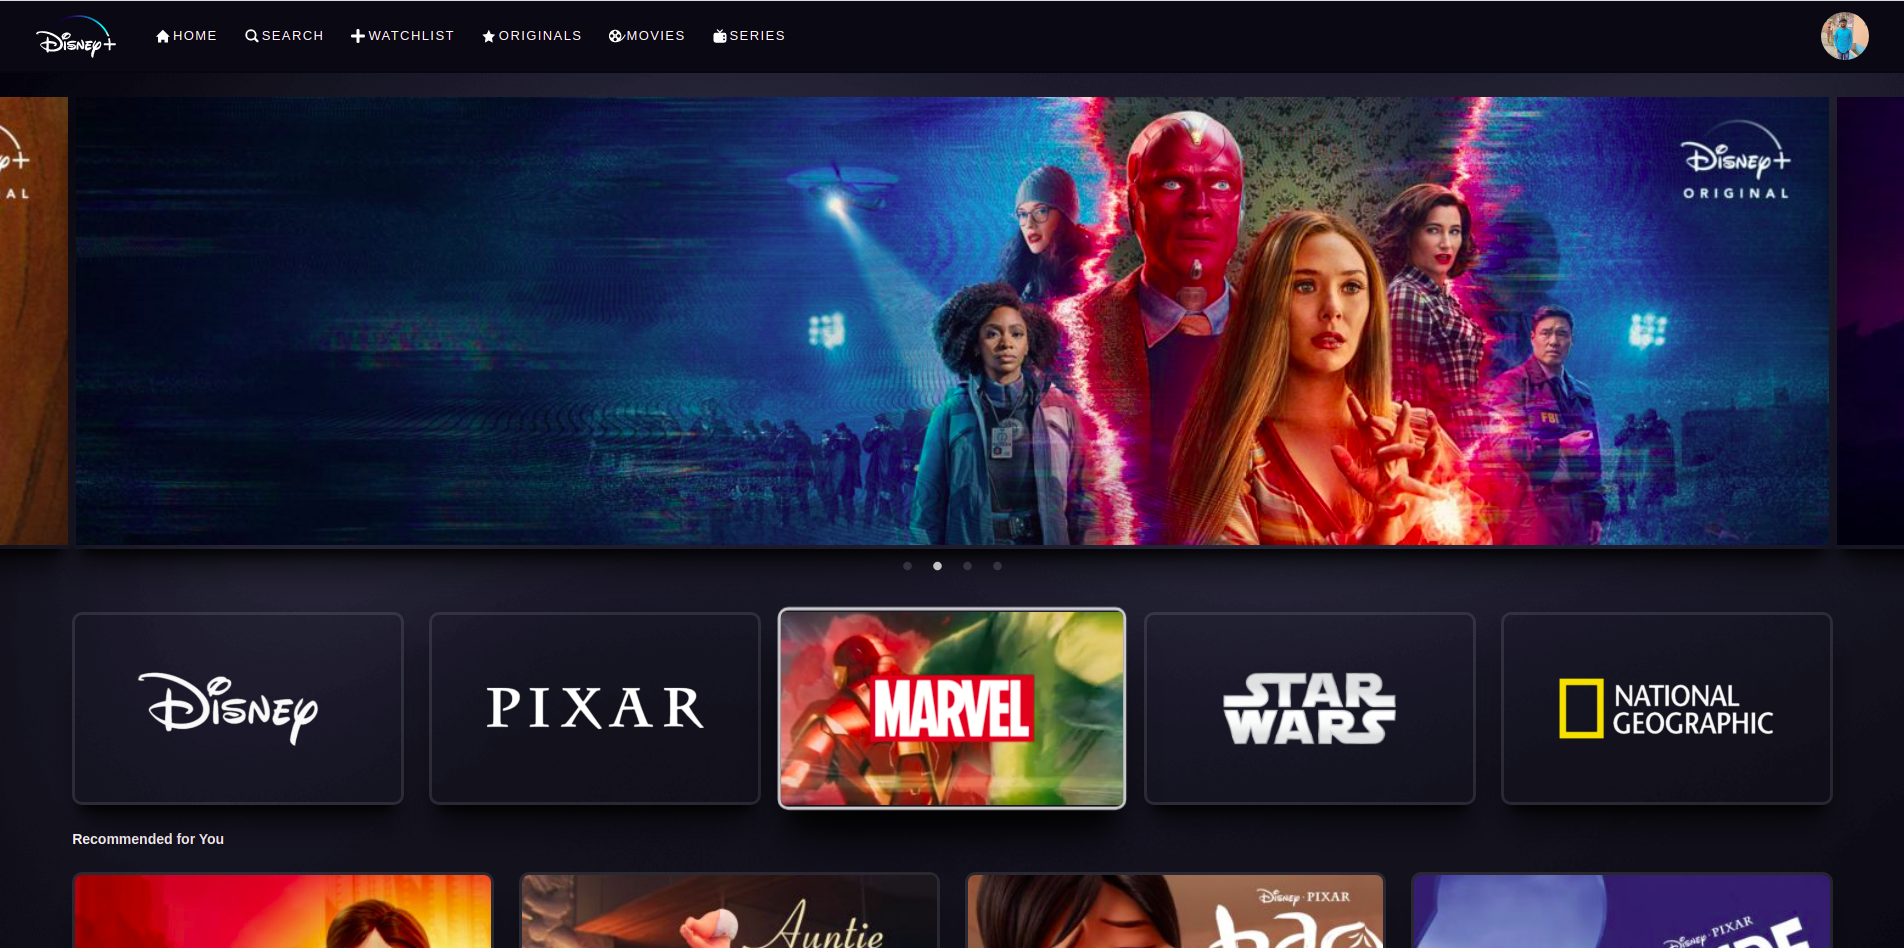 Disney+
HOME
SEARCH
WATCHLIST
ORIGINALS
MOVIES
SERIES
Disney+
ORIGINAL
FBI
Disney
PIXAR
MARVEL
STAR
WARS
NATIONAL
GEOGRAPHIC
Recommended for You
Auntie
Disney · PIXAR
bao
Disney · PIXAR